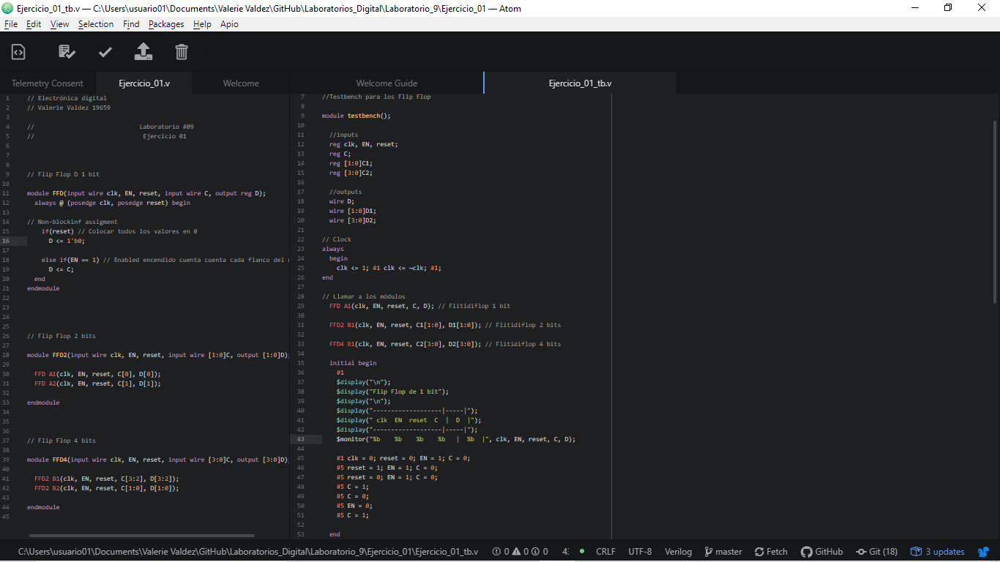 Ejercicio_01_tb.v — C:\Users\usuario01\Documents\Valerie Valdez\GitHub\Laboratorios_Digital\Laboratorio_9\Ejercicio_01 — Atom
File Edit View Selection Find Packages Help Apio
Telemetry Consent Ejercicio_01.v Welcome Welcome Guide Ejercicio_01_tb.v
1 // Electrónica digital
2 // Valerie Valdez 19659
3
4 // Laboratorio #09
5 // Ejercicio 01
6
7
8
9 // Flip Flop D 1 bit
10
11 module FFD(input wire clk, EN, reset, input wire C, output reg D);
12 always @ (posedge clk, posedge reset) begin
13
14 // Non-blockinf assigment
15 if(reset) // Colocar todos los valores en 0
16 D <= 1'b0;
17
18 else if(EN == 1) // Enabled encendido cuenta cuenta cada flanco del
19 D <= C;
20 end
21 endmodule
22
23
24
25
26 // Flip Flop 2 bits
27
28 module FFD2(input wire clk, EN, reset, input wire [1:0]C, output [1:0]D)
29
30 FFD A1(clk, EN, reset, C[0], D[0]);
31 FFD A2(clk, EN, reset, C[1], D[1]);
32
33 endmodule
34
35
36
37 // Flip Flop 4 bits
38
39 module FFD4(input wire clk, EN, reset, input wire [3:0]C, output [3:0]D)
40
41 FFD2 B1(clk, EN, reset, C[3:2], D[3:2]);
42 FFD2 B2(clk, EN, reset, C[1:0], D[1:0]);
43
44 endmodule
45
7 //Testbench para los Flip Flop
8
9 module testbench();
10
11 //inputs
12 reg clk, EN, reset;
13 reg C;
14 reg [1:0]C1;
15 reg [3:0]C2;
16
17 //outputs
18 wire D;
19 wire [1:0]D1;
20 wire [3:0]D2;
21
22 // Clock
23 always
24 begin
25 clk <= 1; #1 clk <= ~clk; #1;
26 end
27
28 // Llamar a los módulos
29 FFD A1(clk, EN, reset, C, D); // Flitidiflop 1 bit
30
31 FFD2 B1(clk, EN, reset, C1[1:0], D1[1:0]); // Flitidiflop 2 bits
32
33 FFD4 R1(clk, EN, reset, C2[3:0], D2[3:0]); // Flitidiflop 4 bits
34
35 initial begin
36 #1
37 $display("\n");
38 $display("Flip Flop de 1 bit");
39 $display("\n");
40 $display("-------------------|-----|");
41 $display(" clk EN reset C | D |");
42 $display("-------------------|-----|");
43 $monitor("%b %b %b %b | %b |", clk, EN, reset, C, D);
44
45 #1 clk = 0; reset = 0; EN = 1; C = 0;
46 #5 reset = 1; EN = 1; C = 0;
47 #5 reset = 0; EN = 1; C = 0;
48 #5 C = 1;
49 #5 C = 0;
50 #5 EN = 0;
51 #5 C = 1;
52
53 end
C:\Users\usuario01\Documents\Valerie Valdez\GitHub\Laboratorios_Digital\Laboratorio_9\Ejercicio_01\Ejercicio_01_tb.v 0 0 0 4: CRLF UTF-8 Verilog master Fetch GitHub Git (18) 3 updates